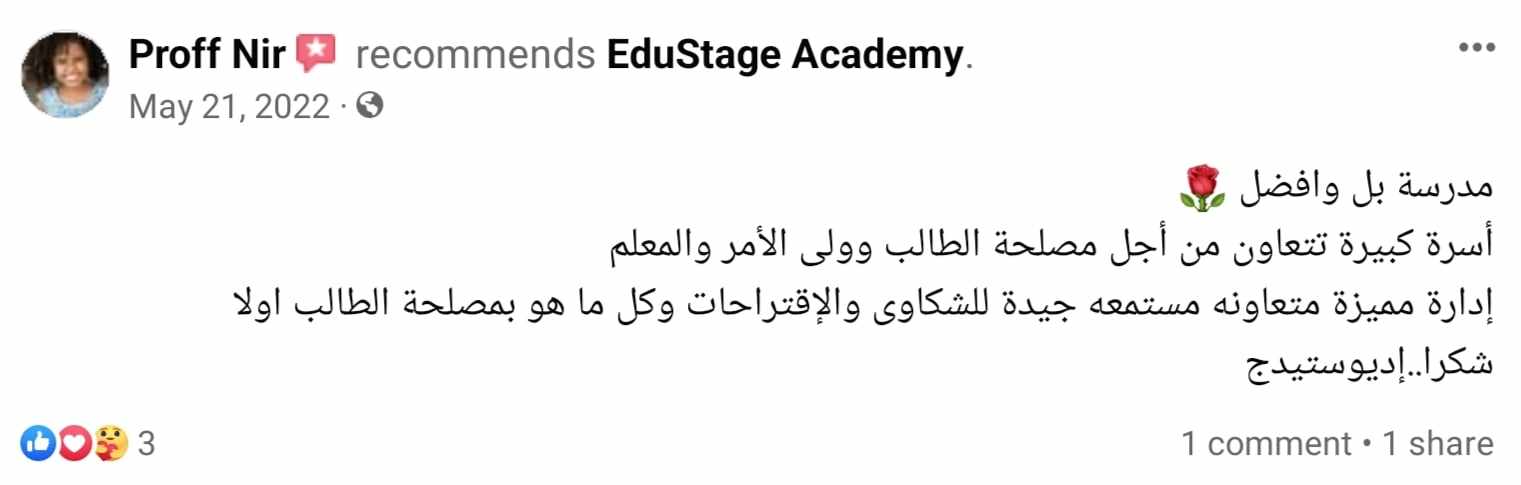 Proff Nir recommends EduStage Academy.
May 21, 2022 ·
مدرسة بل وافضل 🌹
أسرة كبيرة تتعاون من أجل مصلحة الطالب وولى الأمر والمعلم
إدارة مميزة متعاونه مستمعه جيدة للشكاوى والإقتراحات وكل ما هو بمصلحة الطالب اولا
شكرا..إديوستيدج
3
1 comment • 1 share